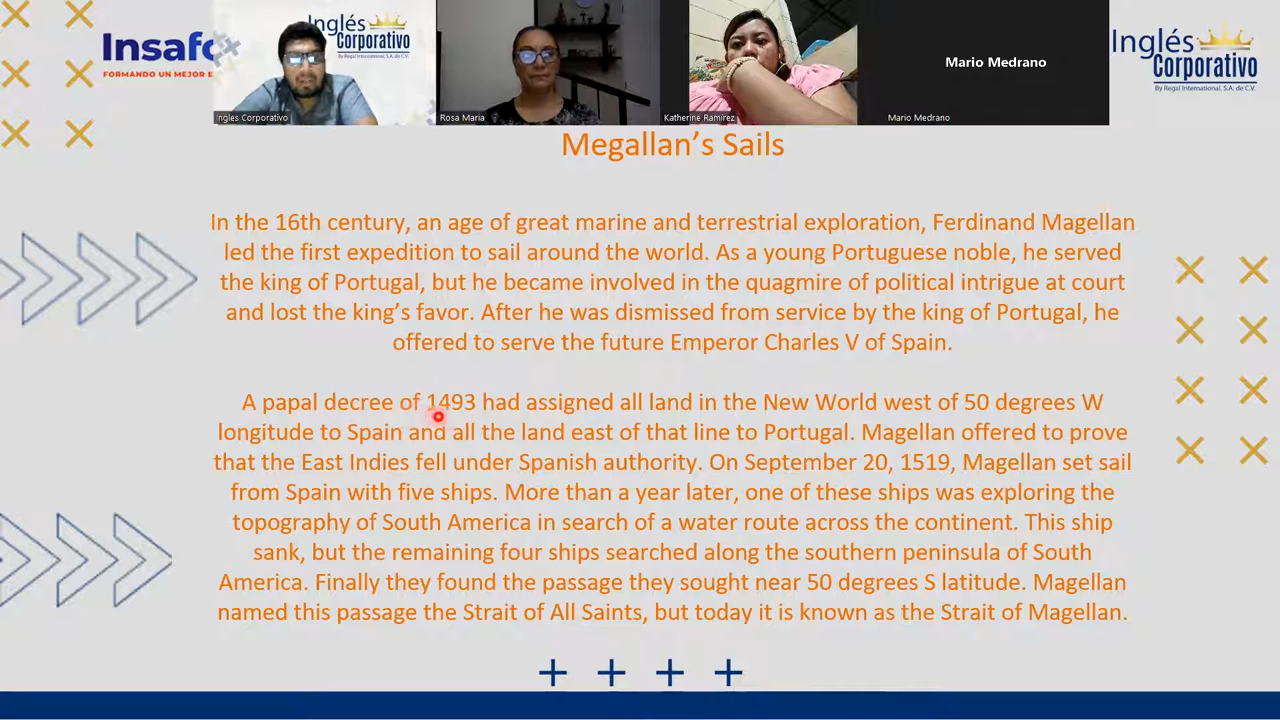 Insafo
FORMANDO UN MEJOR E
Inglés
Corporativo
By Regal International, S.A. de C.V.
Ingles Corporativo
Rosa Maria
Katherine Ramirez
Mario Medrano
Mario Medrano
Inglés
Corporativo
By Regal International, S.A. de C.V.
Megallan’s Sails
In the 16th century, an age of great marine and terrestrial exploration, Ferdinand Magellan
led the first expedition to sail around the world. As a young Portuguese noble, he served
the king of Portugal, but he became involved in the quagmire of political intrigue at court
and lost the king’s favor. After he was dismissed from service by the king of Portugal, he
offered to serve the future Emperor Charles V of Spain.
A papal decree of 1493 had assigned all land in the New World west of 50 degrees W
longitude to Spain and all the land east of that line to Portugal. Magellan offered to prove
that the East Indies fell under Spanish authority. On September 20, 1519, Magellan set sail
from Spain with five ships. More than a year later, one of these ships was exploring the
topography of South America in search of a water route across the continent. This ship
sank, but the remaining four ships searched along the southern peninsula of South
America. Finally they found the passage they sought near 50 degrees S latitude. Magellan
named this passage the Strait of All Saints, but today it is known as the Strait of Magellan.